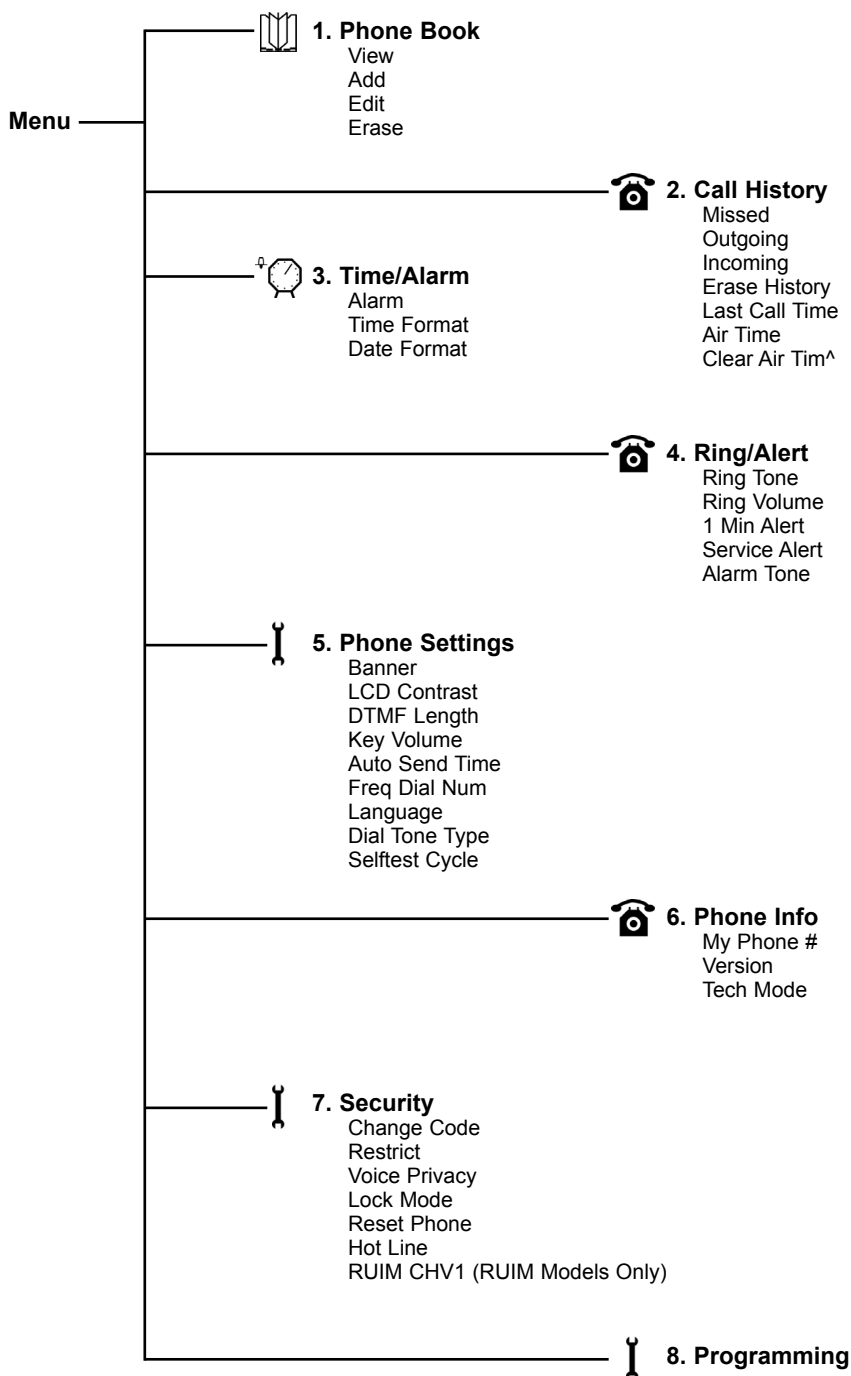 1. Phone Book
View
Add
Edit
Erase
Menu
2. Call History
Missed
Outgoing
Incoming
Erase History
Last Call Time
Air Time
Clear Air Tim^
3. Time/Alarm
Alarm
Time Format
Date Format
4. Ring/Alert
Ring Tone
Ring Volume
1 Min Alert
Service Alert
Alarm Tone
5. Phone Settings
Banner
LCD Contrast
DTMF Length
Key Volume
Auto Send Time
Freq Dial Num
Language
Dial Tone Type
Selftest Cycle
6. Phone Info
My Phone #
Version
Tech Mode
7. Security
Change Code
Restrict
Voice Privacy
Lock Mode
Reset Phone
Hot Line
RUIM CHV1 (RUIM Models Only)
8. Programming